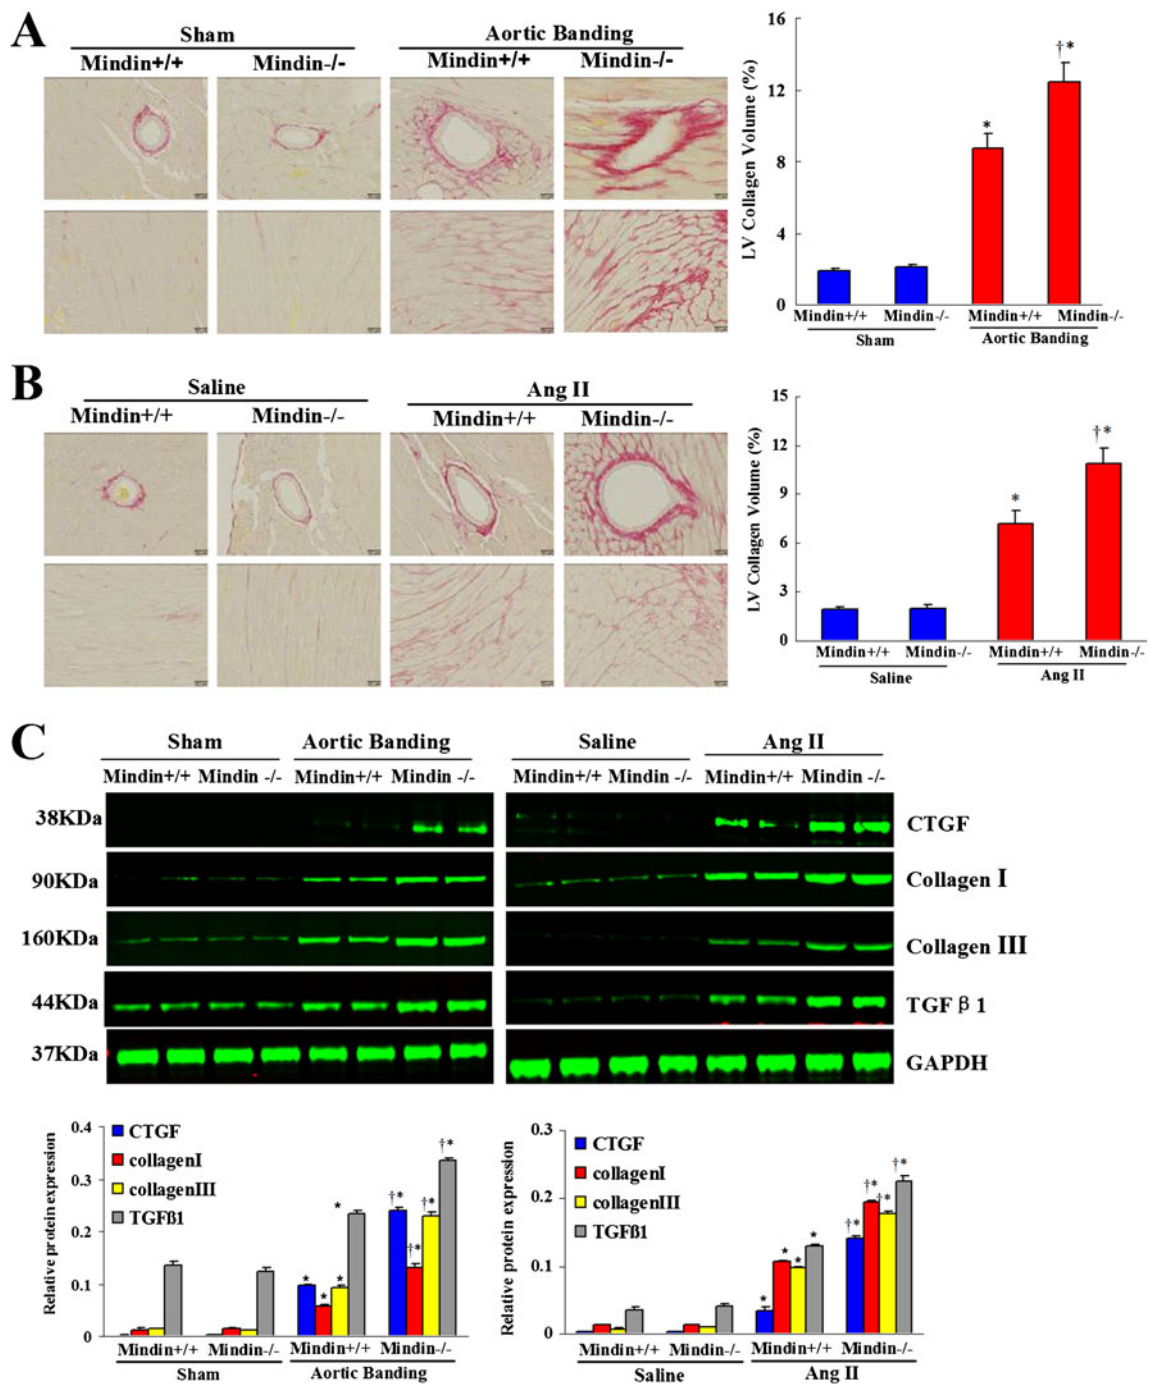 A
Sham
Aortic Banding
Mindin+/+ Mindin-/- Mindin+/+ Mindin-/-
LV Collagen Volume (%)
16
12
8
4
0
*
†*
Mindin+/+ Mindin-/- Mindin+/+ Mindin-/-
Sham Aortic Banding
B
Saline
Ang II
Mindin+/+ Mindin-/- Mindin+/+ Mindin-/-
LV Collagen Volume (%)
15
12
9
6
3
0
*
†*
Mindin+/+ Mindin-/- Mindin+/+ Mindin-/-
Saline Ang II
C
Sham Aortic Banding Saline Ang II
Mindin+/+ Mindin -/- Mindin+/+ Mindin -/- Mindin+/+ Mindin -/- Mindin+/+ Mindin -/-
38KDa CTGF
90KDa Collagen I
160KDa Collagen III
44KDa TGF β 1
37KDa GAPDH
Relative protein expression
0.4
0.3
0.2
0.1
0
CTGF
collagenI
collagenIII
TGFß1
* * * *
†* †* †* †*
Mindin+/+ Mindin-/- Mindin+/+ Mindin-/-
Sham Aortic Banding
Relative protein expression
0.3
0.2
0.1
0
CTGF
collagenI
collagenIII
TGFß1
* * * *
†* †* †* †*
Mindin+/+ Mindin-/- Mindin+/+ Mindin-/-
Saline Ang II